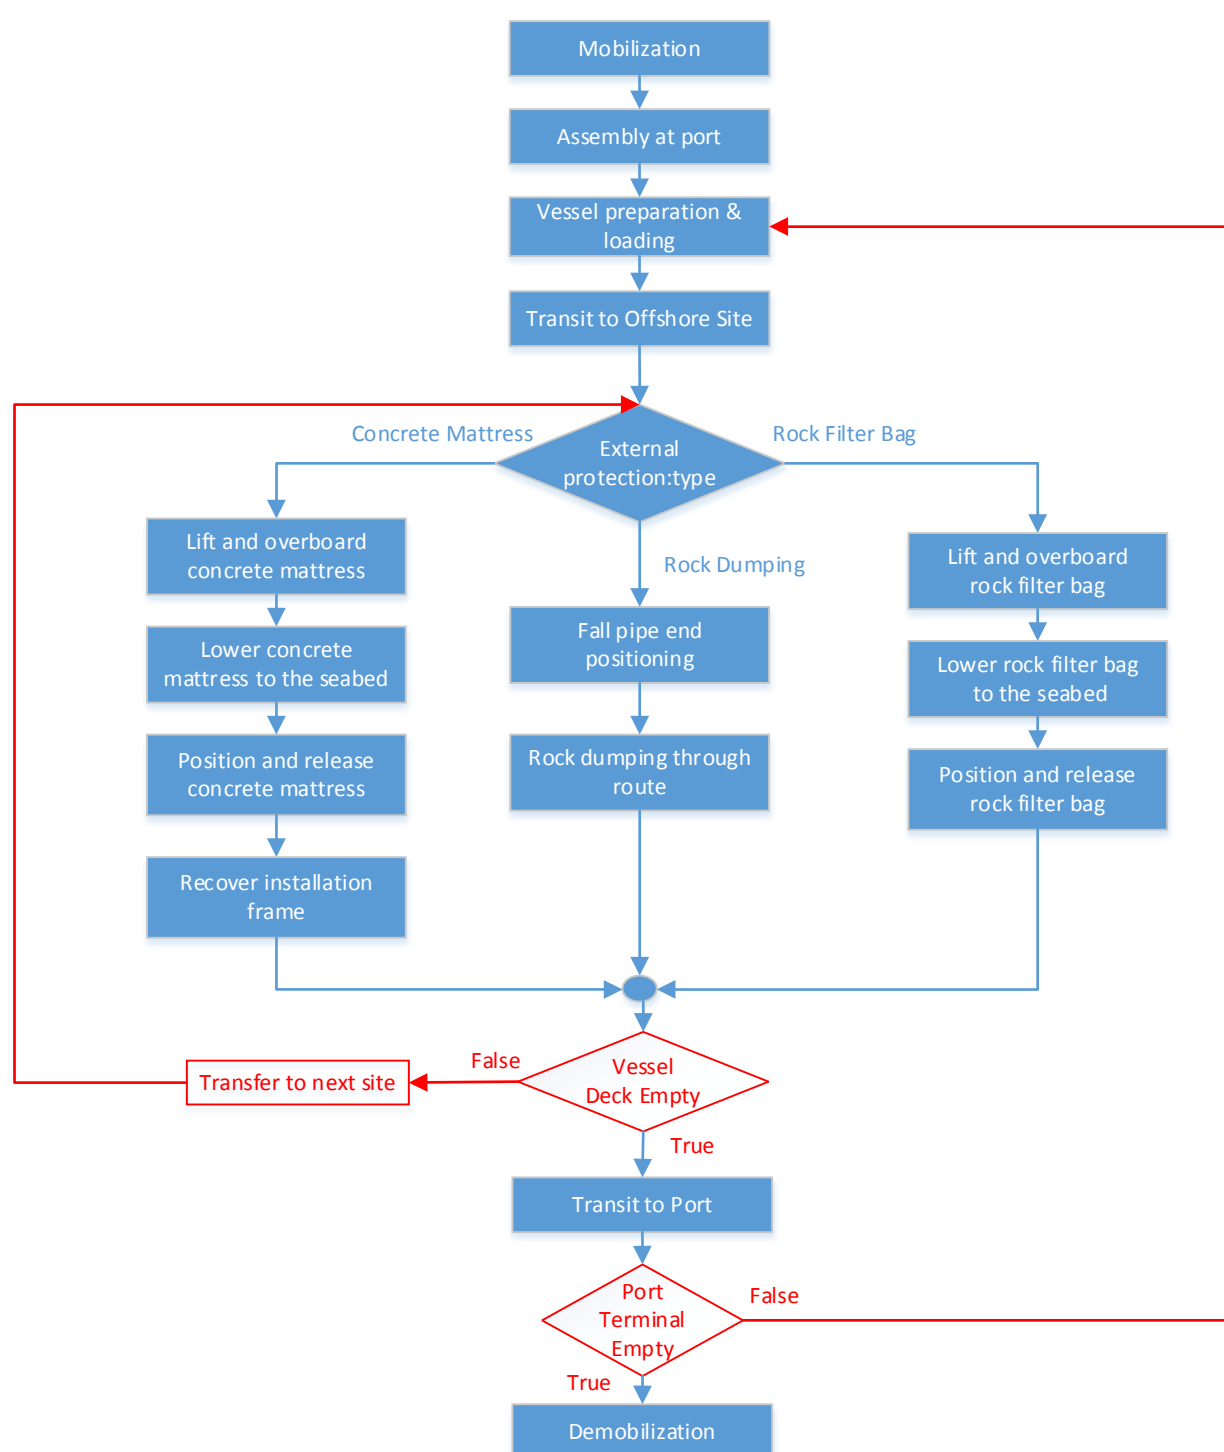 Mobilization
Assembly at port
Vessel preparation &
loading
Transit to Offshore Site
Concrete Mattress
External
protection:type
Rock Filter Bag
Lift and overboard
concrete mattress
Lower concrete
mattress to the seabed
Position and release
concrete mattress
Recover installation
frame
Rock Dumping
Fall pipe end
positioning
Rock dumping through
route
Lift and overboard
rock filter bag
Lower rock filter bag
to the seabed
Position and release
rock filter bag
Vessel
Deck Empty
False
Transfer to next site
True
Transit to Port
Port
Terminal
Empty
False
True
Demobilization